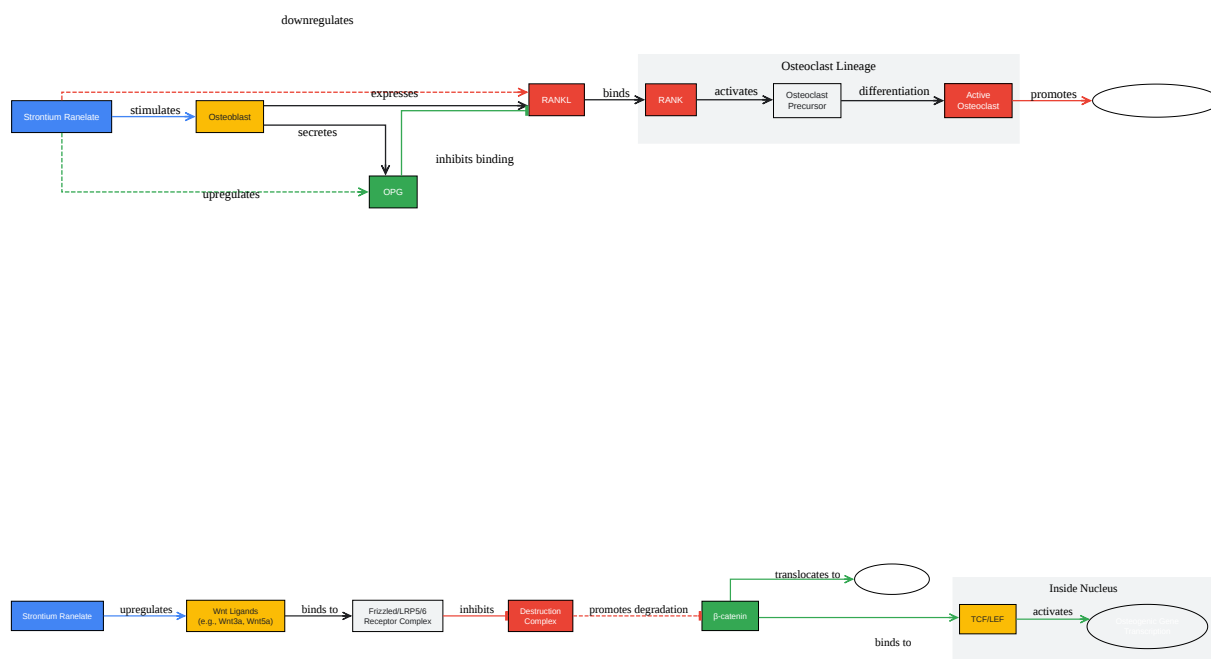 downregulates
Osteoclast Lineage
expresses
RANKL
binds
RANK
activates
Osteoclast
Precursor
differentiation
Active
Osteoclast
promotes
Strontium Ranelate
stimulates
Osteoblast
secretes
inhibits binding
upregulates
OPG
translocates to
Inside Nucleus
Strontium Ranelate
upregulates
Wnt Ligands
(e.g., Wnt3a, Wnt5a)
binds to
Frizzled/LRP5/6
Receptor Complex
inhibits
Destruction
Complex
promotes degradation
β-catenin
binds to
TCF/LEF
activates